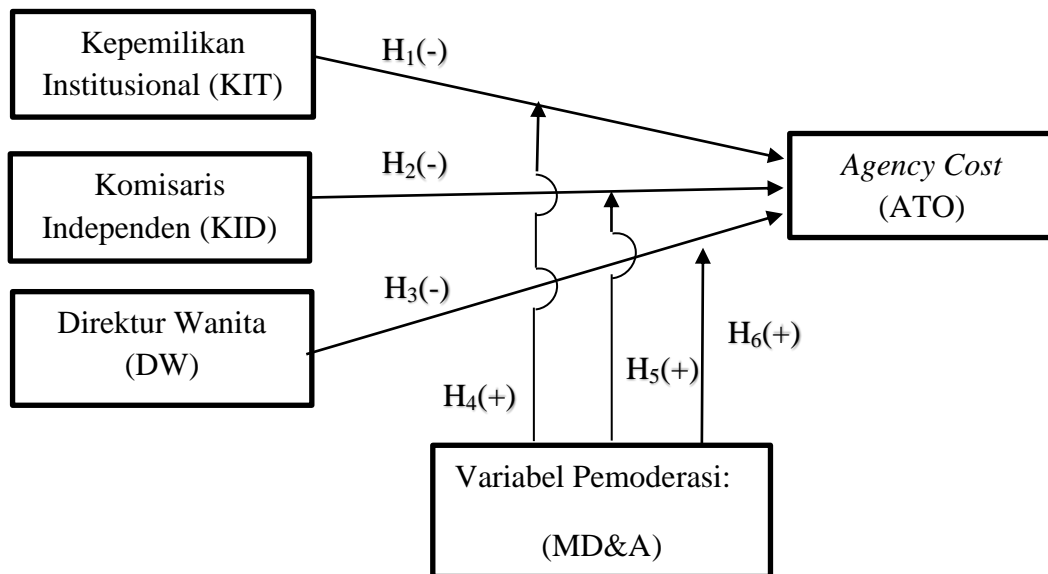 Kepemilikan
Institusional (KIT)
H₁(-)
Komisaris
Independen (KID)
H₂(-)
Agency Cost
(ATO)
Direktur Wanita
(DW)
H₃(-)
H₄(+)
H₅(+)
H₆(+)
Variabel Pemoderasi:
(MD&A)